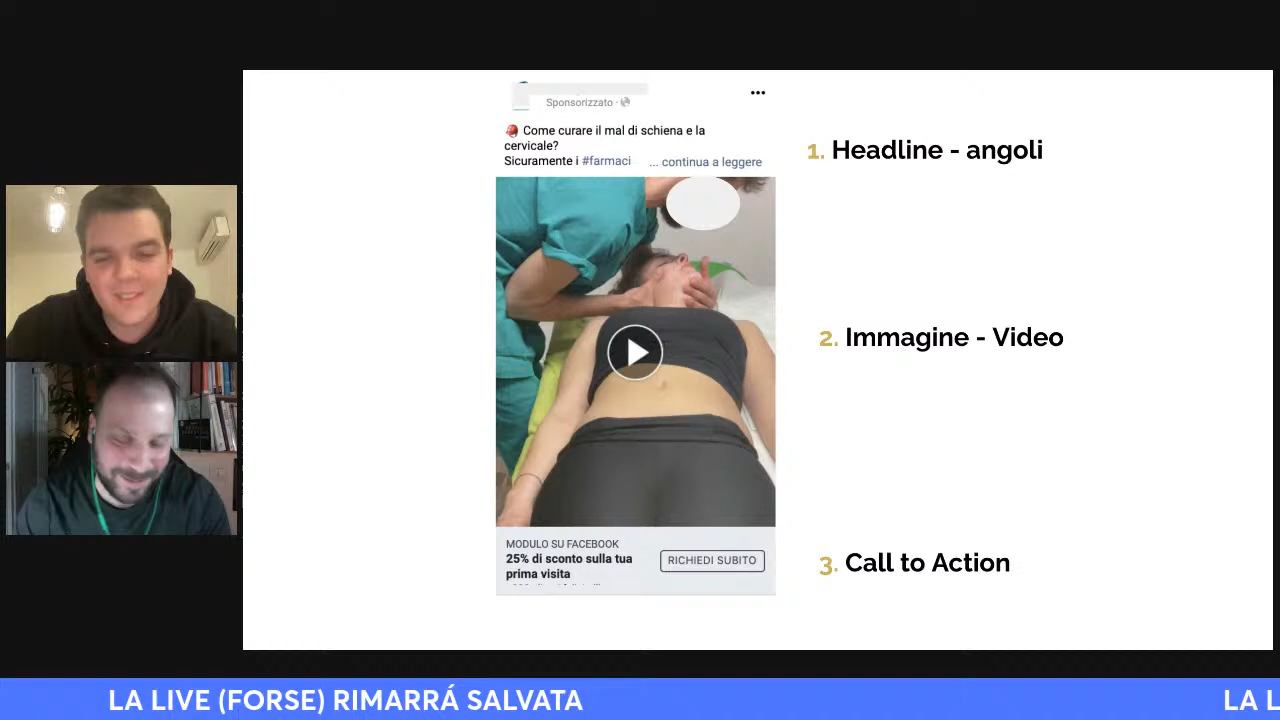 Sponsorizzato ·
Come curare il mal di schiena e la
cervicale?
Sicuramente i #farmaci ... continua a leggere
MODULO SU FACEBOOK
25% di sconto sulla tua
prima visita
RICHIEDI SUBITO
1. Headline - angoli
2. Immagine - Video
3. Call to Action
LA LIVE (FORSE) RIMARRÁ SALVATA
LA L